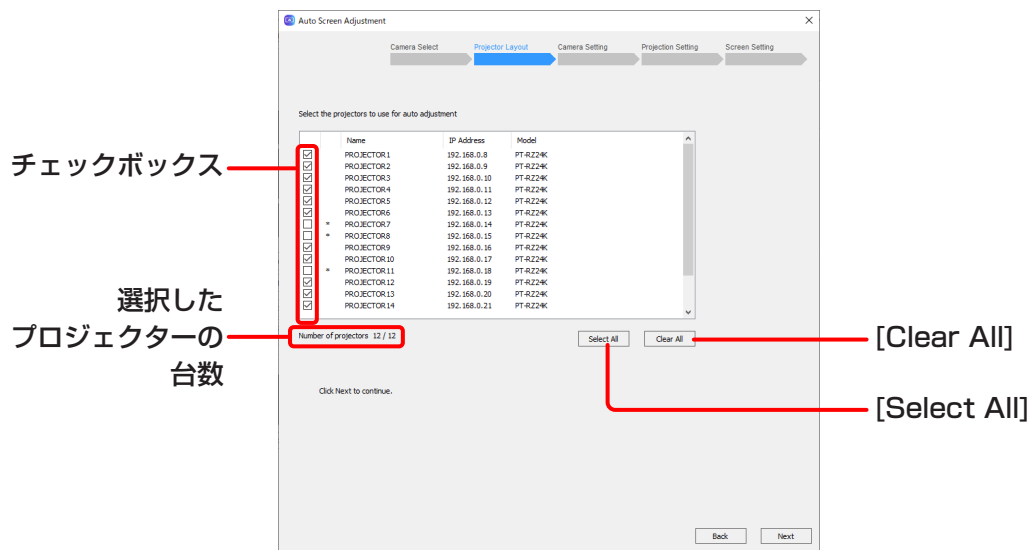 Auto Screen Adjustment
Camera Select Projector Layout Camera Setting Projection Setting Screen Setting
Select the projectors to use for auto adjustment
Name IP Address Model
PROJECTOR1 192.168.0.8 PT-RZ24K
PROJECTOR2 192.168.0.9 PT-RZ24K
PROJECTOR3 192.168.0.10 PT-RZ24K
PROJECTOR4 192.168.0.11 PT-RZ24K
PROJECTOR5 192.168.0.12 PT-RZ24K
PROJECTOR6 192.168.0.13 PT-RZ24K
* PROJECTOR7 192.168.0.14 PT-RZ24K
* PROJECTOR8 192.168.0.15 PT-RZ24K
PROJECTOR9 192.168.0.16 PT-RZ24K
PROJECTOR10 192.168.0.17 PT-RZ24K
* PROJECTOR11 192.168.0.18 PT-RZ24K
PROJECTOR12 192.168.0.19 PT-RZ24K
PROJECTOR13 192.168.0.20 PT-RZ24K
PROJECTOR14 192.168.0.21 PT-RZ24K
Number of projectors 12 / 12
Select All Clear All
Click Next to continue.
Back Next
チェックボックス
選択した
プロジェクターの
台数
[Clear All]
[Select All]